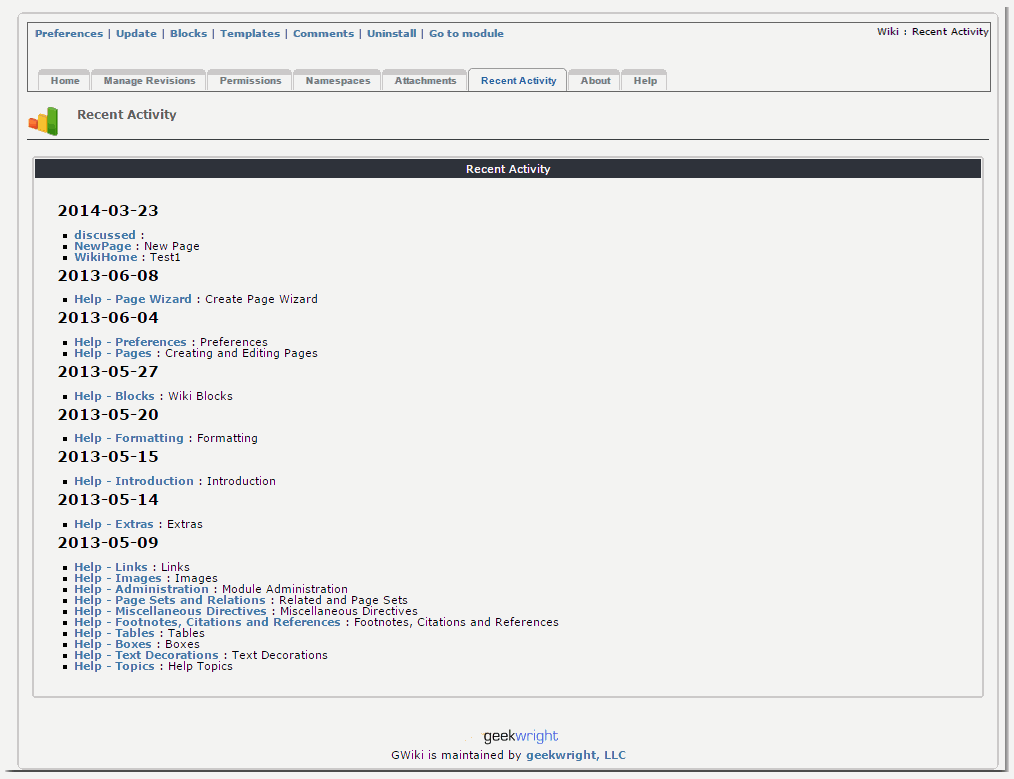 Preferences | Update | Blocks | Templates | Comments | Uninstall | Go to module
Wiki : Recent Activity
Home Manage Revisions Permissions Namespaces Attachments Recent Activity About Help
Recent Activity
Recent Activity
2014-03-23
discussed :
NewPage : New Page
WikiHome : Test1
2013-06-08
Help - Page Wizard : Create Page Wizard
2013-06-04
Help - Preferences : Preferences
Help - Pages : Creating and Editing Pages
2013-05-27
Help - Blocks : Wiki Blocks
2013-05-20
Help - Formatting : Formatting
2013-05-15
Help - Introduction : Introduction
2013-05-14
Help - Extras : Extras
2013-05-09
Help - Links : Links
Help - Images : Images
Help - Administration : Module Administration
Help - Page Sets and Relations : Related and Page Sets
Help - Miscellaneous Directives : Miscellaneous Directives
Help - Footnotes, Citations and References : Footnotes, Citations and References
Help - Tables : Tables
Help - Boxes : Boxes
Help - Text Decorations : Text Decorations
Help - Topics : Help Topics
geekwright
GWiki is maintained by geekwright, LLC